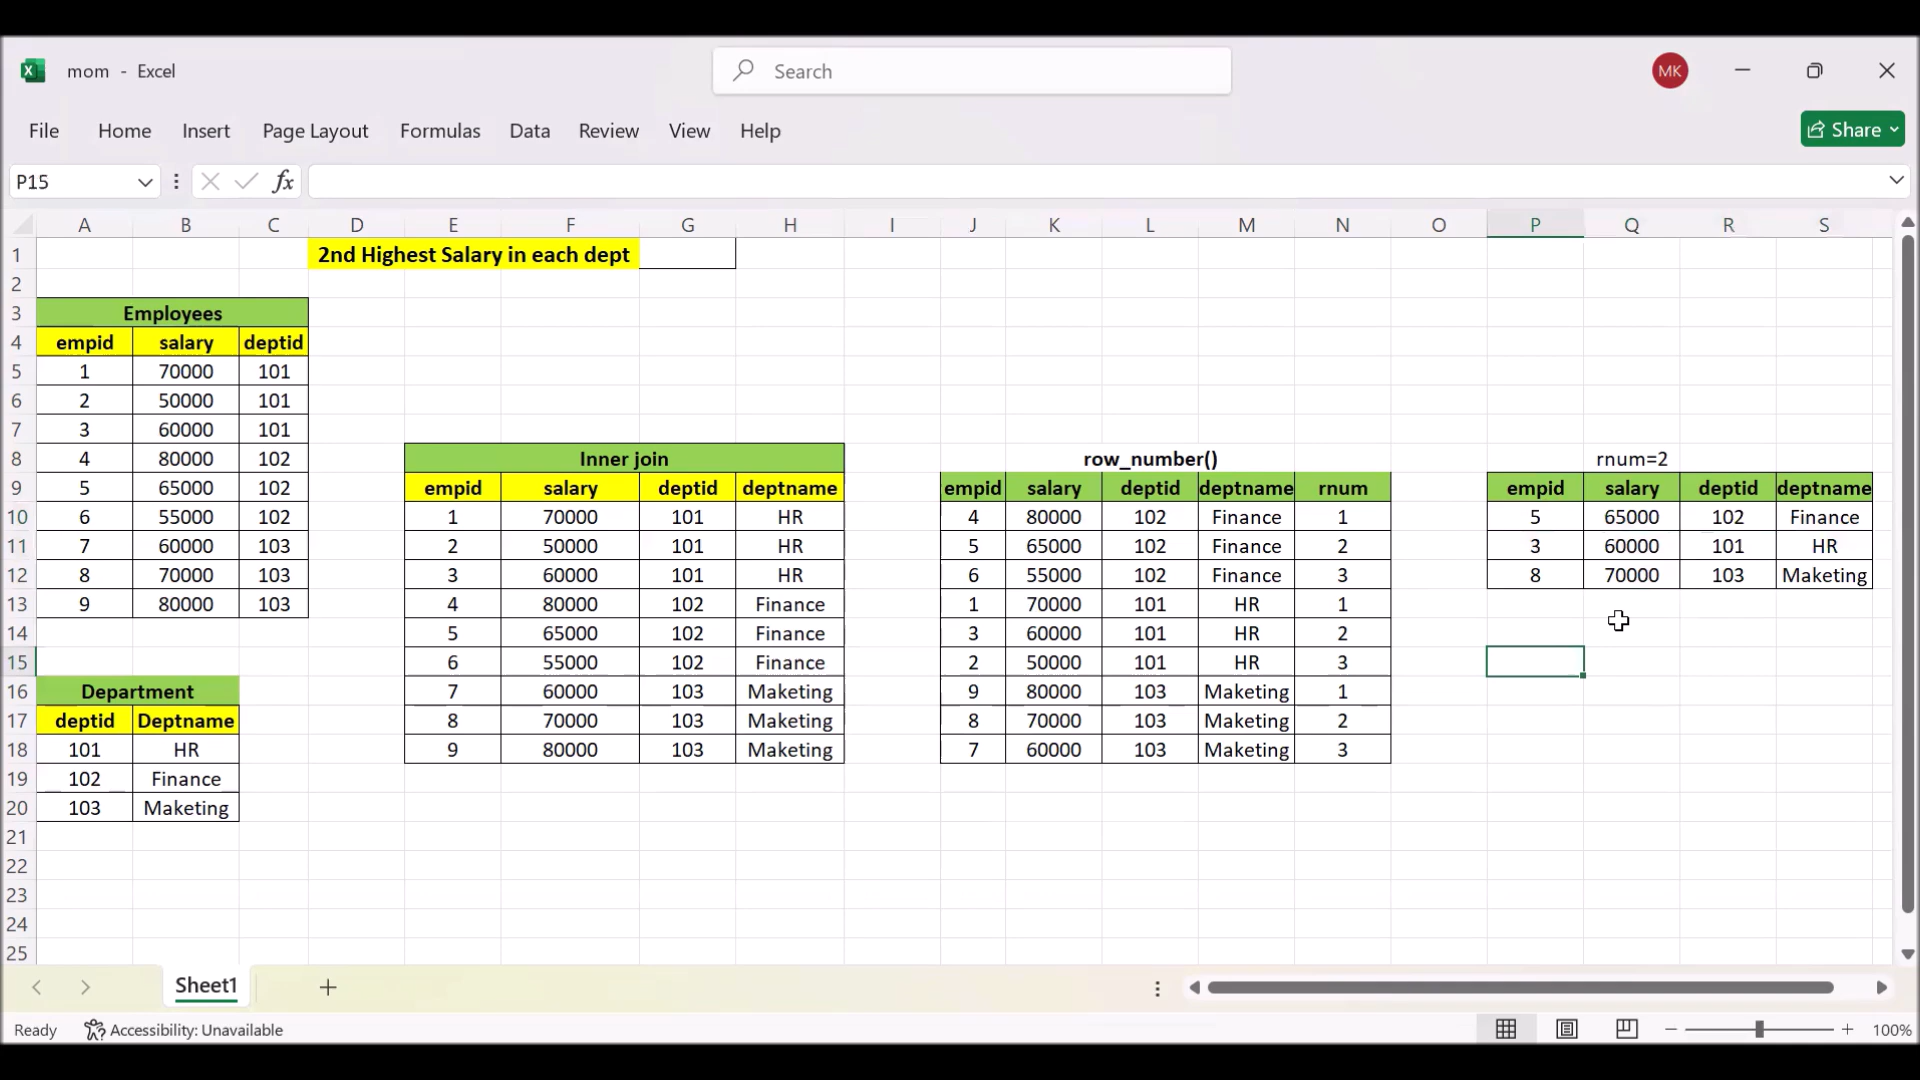 mom - Excel
Search
MK
File Home Insert Page Layout Formulas Data Review View Help
Share
P15
fx
A B C D E F G H I J K L M N O P Q R S
1 2nd Highest Salary in each dept
2
3 Employees
4 empid salary deptid
5 1 70000 101
6 2 50000 101
7 3 60000 101
8 4 80000 102 Inner join row_number() rnum=2
9 5 65000 102 empid salary deptid deptname empid salary deptid deptname rnum empid salary deptid deptname
10 6 55000 102 1 70000 101 HR 4 80000 102 Finance 1 5 65000 102 Finance
11 7 60000 103 2 50000 101 HR 5 65000 102 Finance 2 3 60000 101 HR
12 8 70000 103 3 60000 101 HR 6 55000 102 Finance 3 8 70000 103 Maketing
13 9 80000 103 4 80000 102 Finance 1 70000 101 HR 1
14 5 65000 102 Finance 3 60000 101 HR 2
15 6 55000 102 Finance 2 50000 101 HR 3
16 Department 7 60000 103 Maketing 9 80000 103 Maketing 1
17 deptid Deptname 8 70000 103 Maketing 8 70000 103 Maketing 2
18 101 HR 9 80000 103 Maketing 7 60000 103 Maketing 3
19 102 Finance
20 103 Maketing
21
22
23
24
25
Sheet1
Ready Accessibility: Unavailable 100%